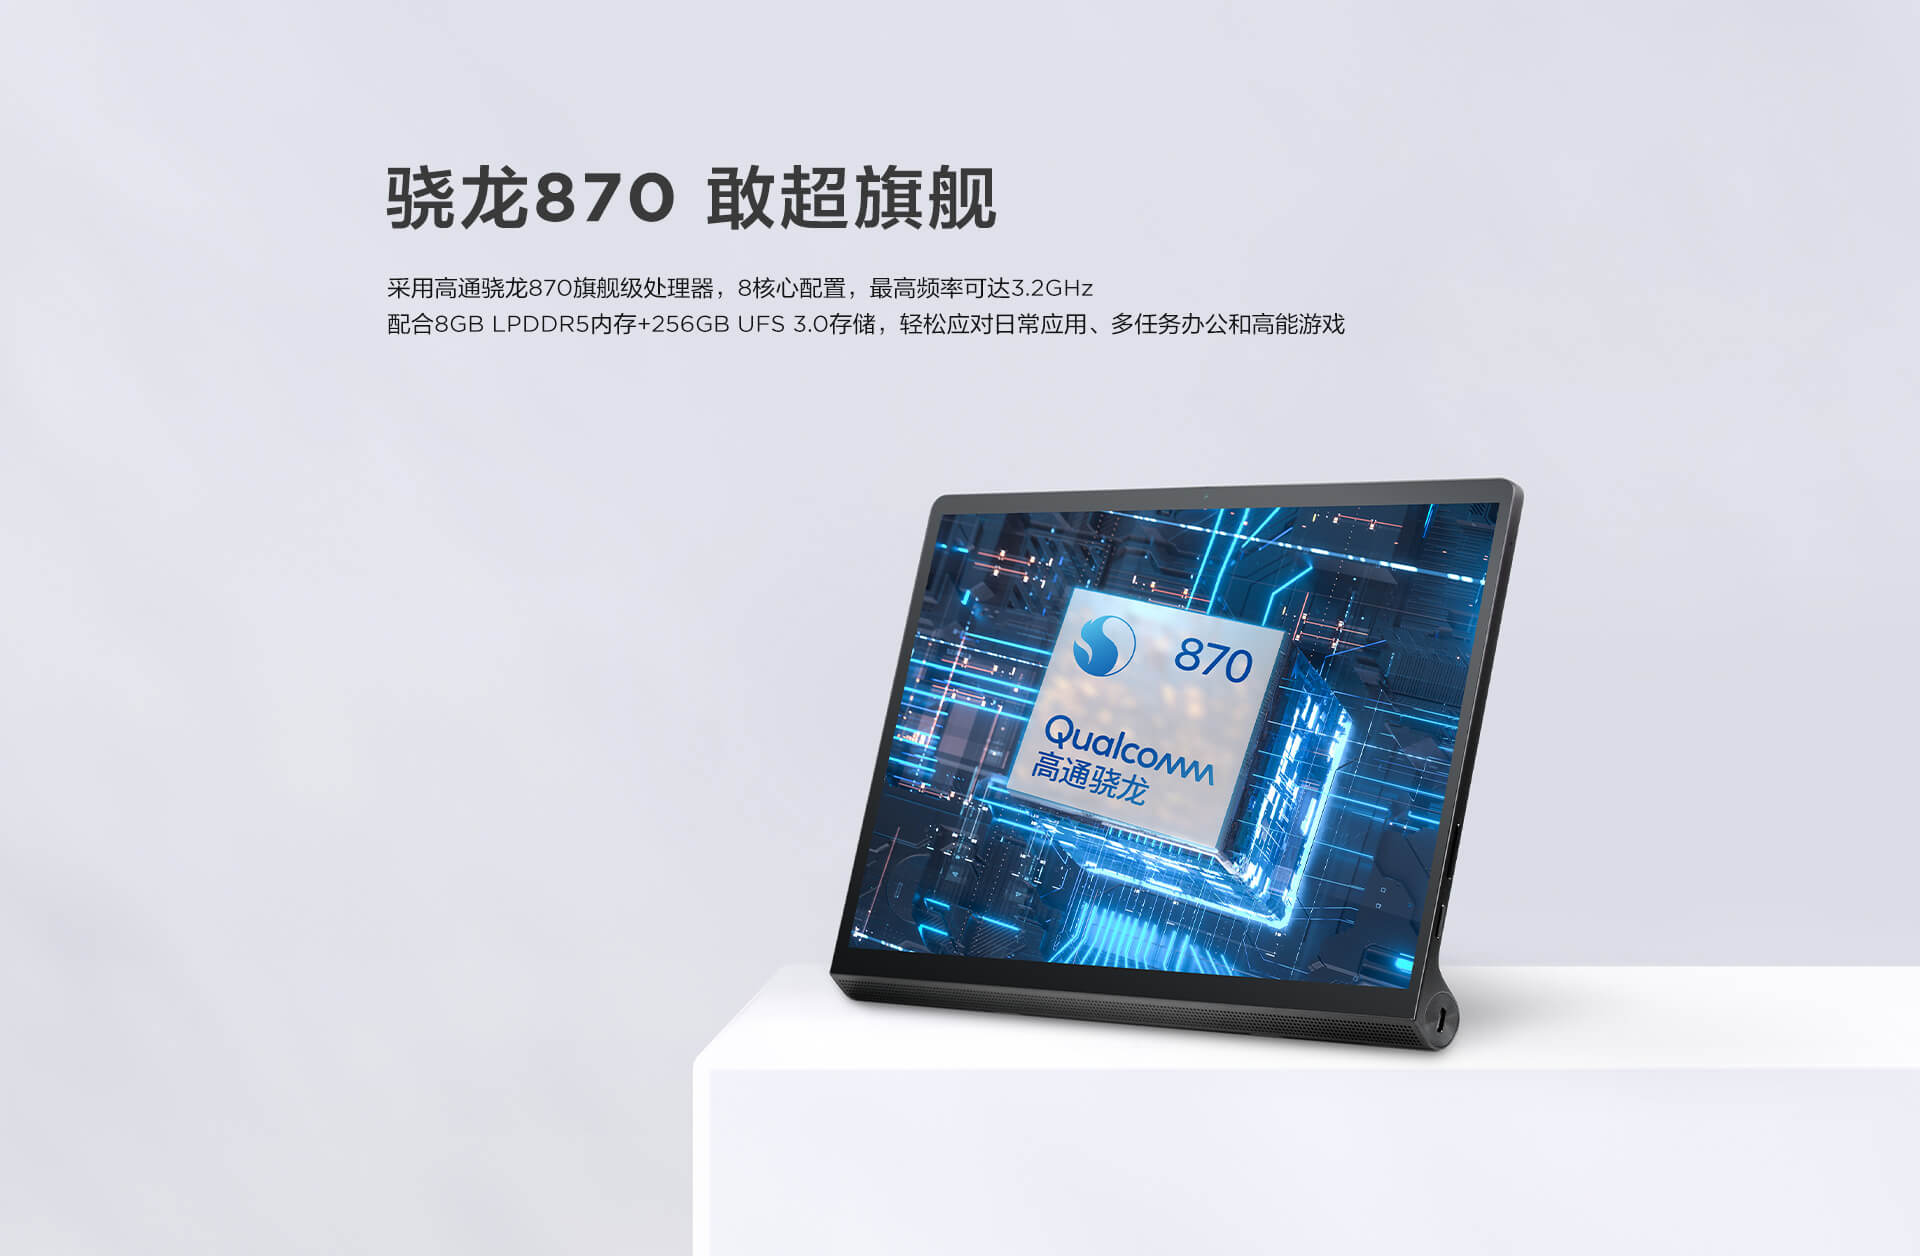 骁龙870 敢超旗舰
采用高通骁龙870旗舰级处理器，8核心配置，最高频率可达3.2GHz
配合8GB LPDDR5内存+256GB UFS 3.0存储，轻松应对日常应用、多任务办公和高能游戏
870
Qualcomm
高通骁龙